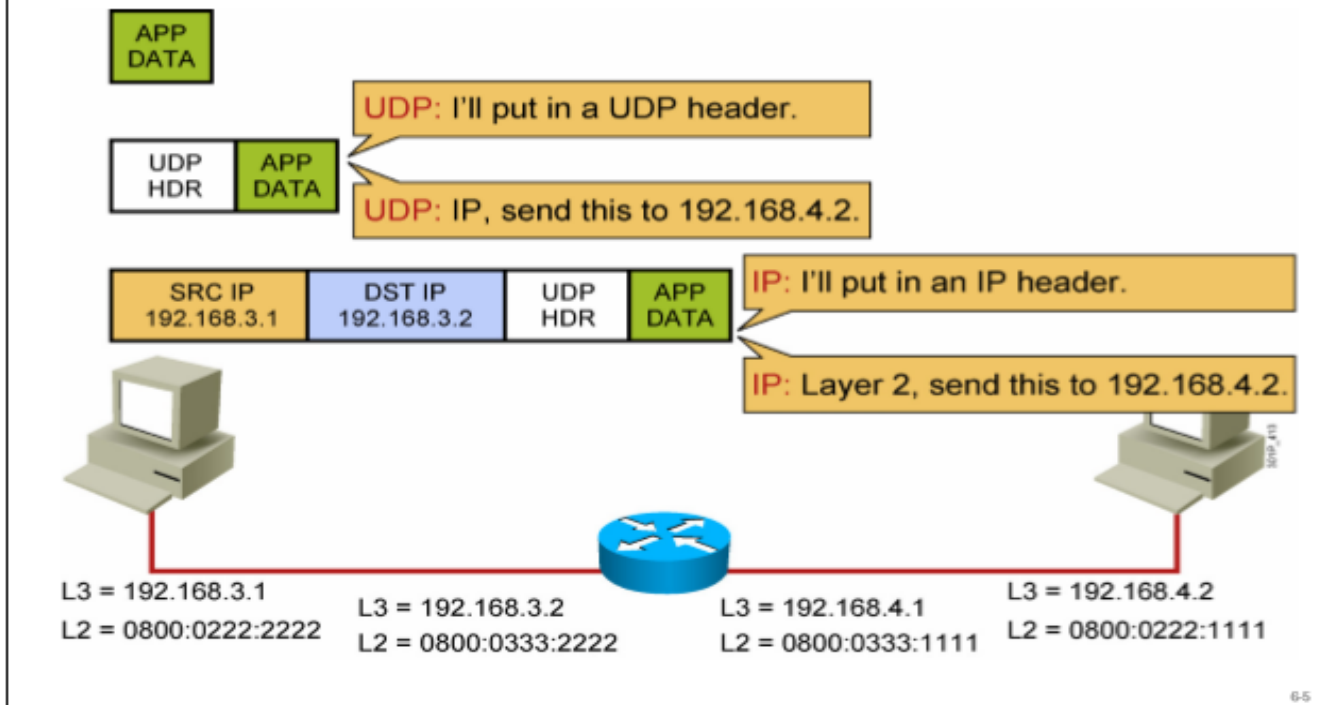 APP
DATA
UDP: I'll put in a UDP header.
UDP
HDR
APP
DATA
UDP: IP, send this to 192.168.4.2.
SRC IP
192.168.3.1
DST IP
192.168.3.2
UDP
HDR
APP
DATA
IP: I'll put in an IP header.
IP: Layer 2, send this to 192.168.4.2.
L3 = 192.168.3.1
L2 = 0800:0222:2222
L3 = 192.168.3.2
L2 = 0800:0333:2222
L3 = 192.168.4.1
L2 = 0800:0333:1111
L3 = 192.168.4.2
L2 = 0800:0222:1111
6-5